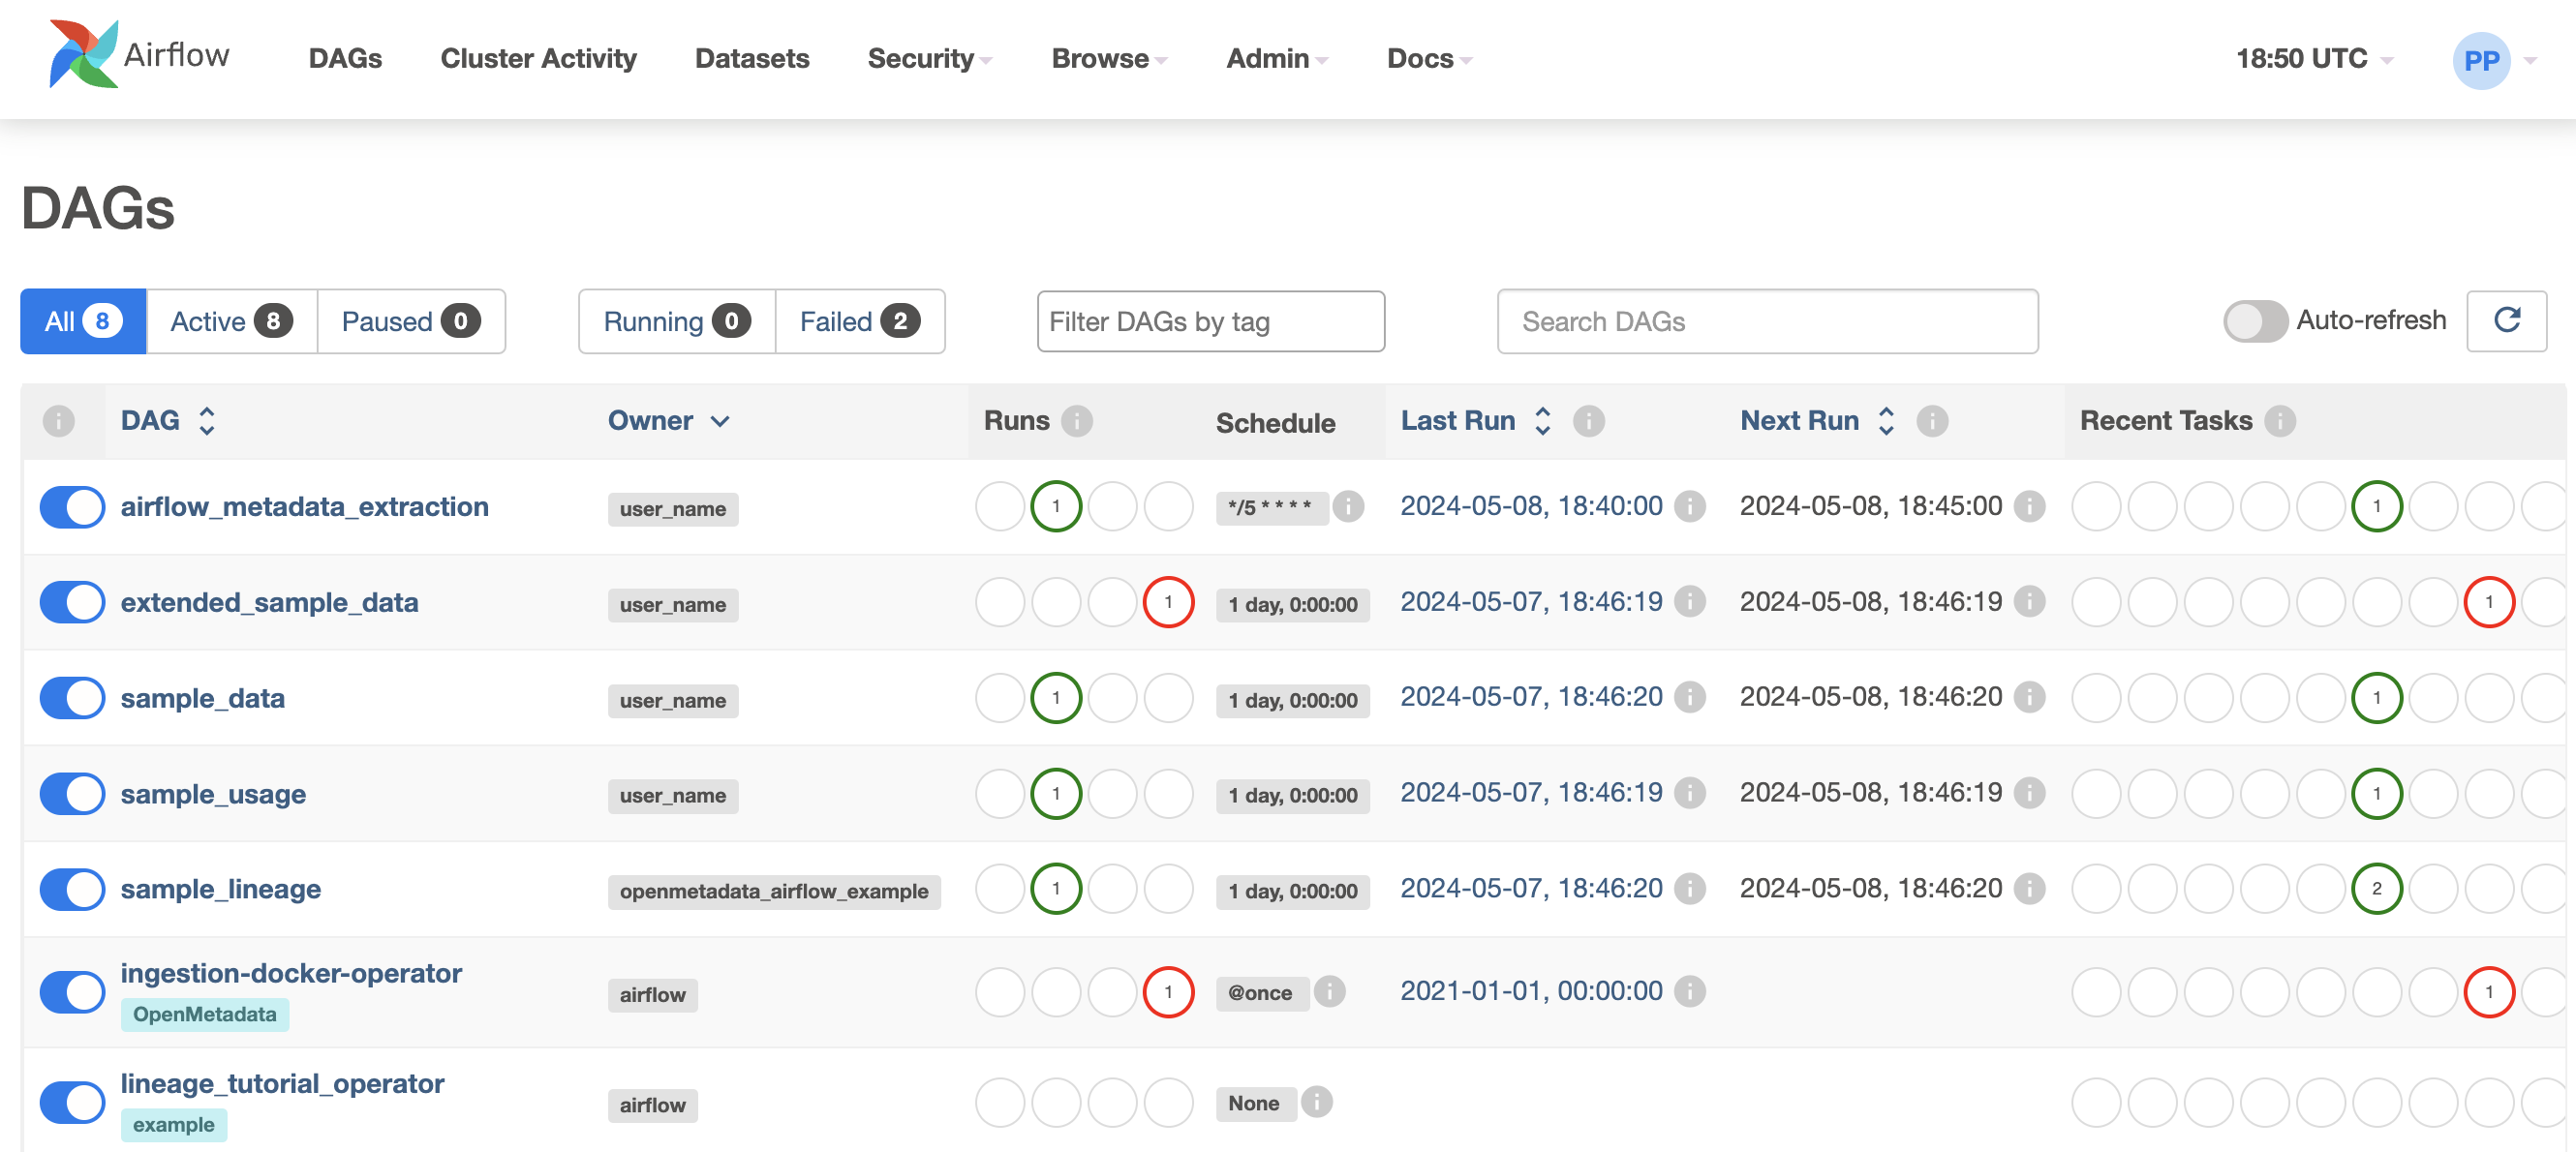 Airflow DAGs Cluster Activity Datasets Security Browse Admin Docs 18:50 UTC PP
DAGs
All 8 Active 8 Paused 0 Running 0 Failed 2 Filter DAGs by tag Search DAGs Auto-refresh
DAG Owner Runs Schedule Last Run Next Run Recent Tasks
airflow_metadata_extraction user_name 1 */5 * * * * 2024-05-08, 18:40:00 2024-05-08, 18:45:00 1
extended_sample_data user_name 1 1 day, 0:00:00 2024-05-07, 18:46:19 2024-05-08, 18:46:19 1
sample_data user_name 1 1 day, 0:00:00 2024-05-07, 18:46:20 2024-05-08, 18:46:20 1
sample_usage user_name 1 1 day, 0:00:00 2024-05-07, 18:46:19 2024-05-08, 18:46:19 1
sample_lineage openmetadata_airflow_example 1 1 day, 0:00:00 2024-05-07, 18:46:20 2024-05-08, 18:46:20 2
ingestion-docker-operator airflow 1 @once 2021-01-01, 00:00:00 1
OpenMetadata
lineage_tutorial_operator airflow None
example